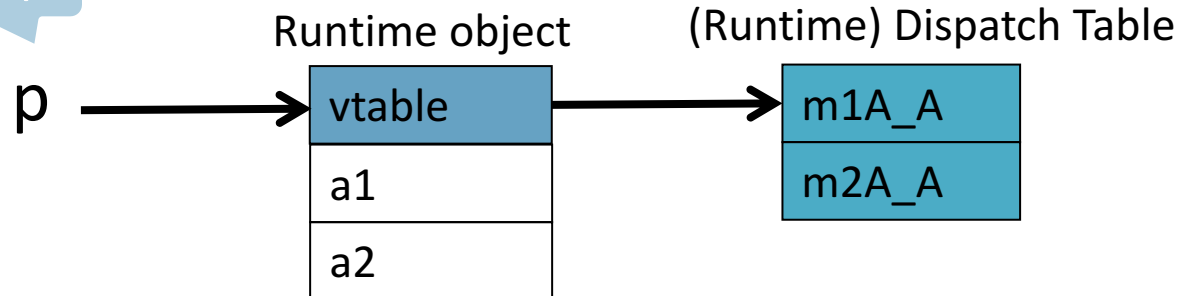 Runtime object
(Runtime) Dispatch Table
p
vtable
m1A_A
a1
m2A_A
a2